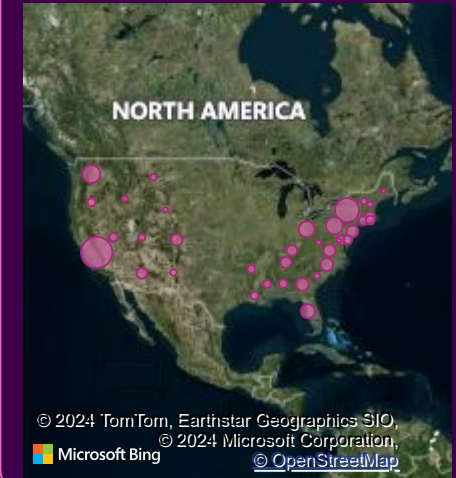 NORTH AMERICA
© 2024 TomTom, Earthstar Geographics SIO,
© 2024 Microsoft Corporation,
Microsoft Bing
© OpenStreetMap